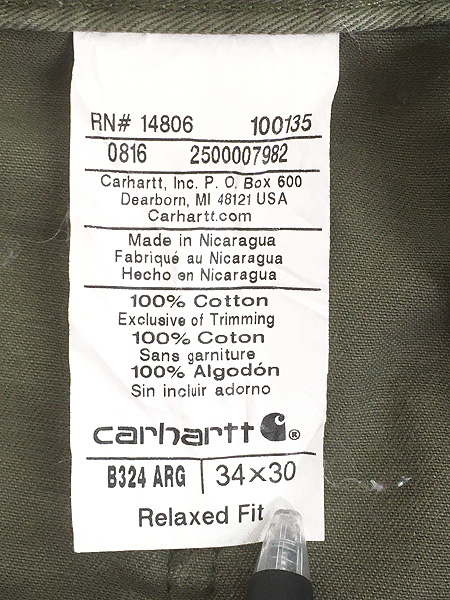 RN# 14806 100135
0816 2500007982
Carhartt, Inc. P. O. Box 600
Dearborn, MI 48121 USA
Carhartt.com
Made in Nicaragua
Fabriqué au Nicaragua
Hecho en Nicaragua
100% Cotton
Exclusive of Trimming
100% Coton
Sans garniture
100% Algodón
Sin incluir adorno
carhartt ®
B324 ARG 34×30
Relaxed Fit